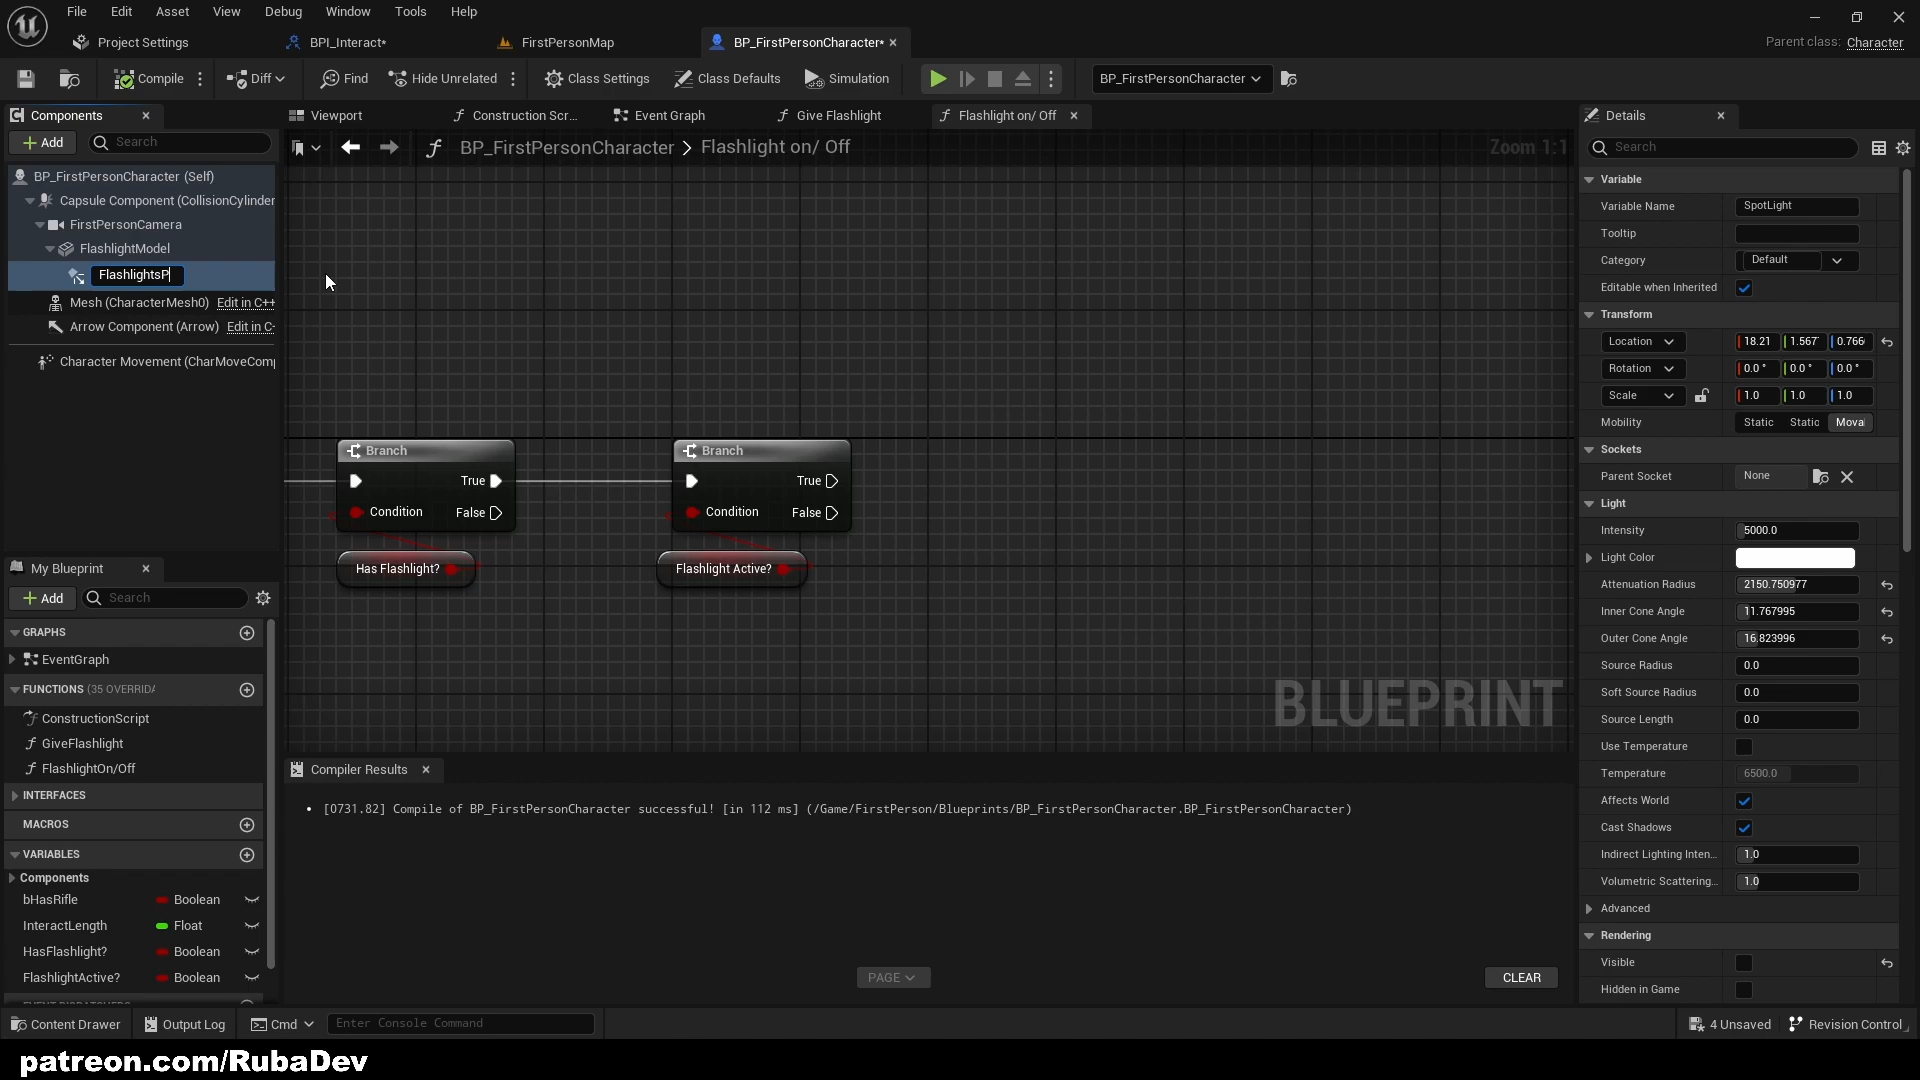 File Edit Asset View Debug Window Tools Help
Project Settings BPI_Interact* FirstPersonMap BP_FirstPersonCharacter*
Parent class: Character
Compile Diff Find Hide Unrelated Class Settings Class Defaults Simulation BP_FirstPersonCharacter
Components
Viewport Construction Scr... Event Graph Give Flashlight Flashlight on/ Off
Details
Add Search
BP_FirstPersonCharacter Flashlight on/ Off
Zoom 1:1
Search
BP_FirstPersonCharacter (Self)
Capsule Component (CollisionCylinder
FirstPersonCamera
FlashlightModel
FlashlightsP
Mesh (CharacterMesh0) Edit in C++
Arrow Component (Arrow) Edit in C-
Character Movement (CharMoveComp
Branch
True
Condition
False
Has Flashlight?
Branch
True
Condition
False
Flashlight Active?
BLUEPRINT
Variable
Variable Name SpotLight
Tooltip
Category Default
Editable when Inherited
Transform
Location 18.21 1.567 0.766
Rotation 0.0 ° 0.0 ° 0.0 °
Scale 1.0 1.0 1.0
Mobility Static Static Moval
Sockets
Parent Socket None
Light
Intensity 5000.0
Light Color
Attenuation Radius 2150.750977
Inner Cone Angle 11.767995
Outer Cone Angle 16.823996
Source Radius 0.0
Soft Source Radius 0.0
Source Length 0.0
Use Temperature
Temperature 6500.0
Affects World
Cast Shadows
Indirect Lighting Inten... 1.0
Volumetric Scattering... 1.0
Advanced
Rendering
Visible
Hidden in Game
My Blueprint
Add Search
GRAPHS
EventGraph
FUNCTIONS (35 OVERRIDA
ConstructionScript
GiveFlashlight
FlashlightOn/Off
INTERFACES
MACROS
VARIABLES
Components
bHasRifle Boolean
InteractLength Float
HasFlashlight? Boolean
FlashlightActive? Boolean
Compiler Results
• [0731.82] Compile of BP_FirstPersonCharacter successful! [in 112 ms] (/Game/FirstPerson/Blueprints/BP_FirstPersonCharacter.BP_FirstPersonCharacter)
PAGE
CLEAR
Content Drawer Output Log Cmd Enter Console Command
4 Unsaved Revision Control
patreon.com/RubaDev